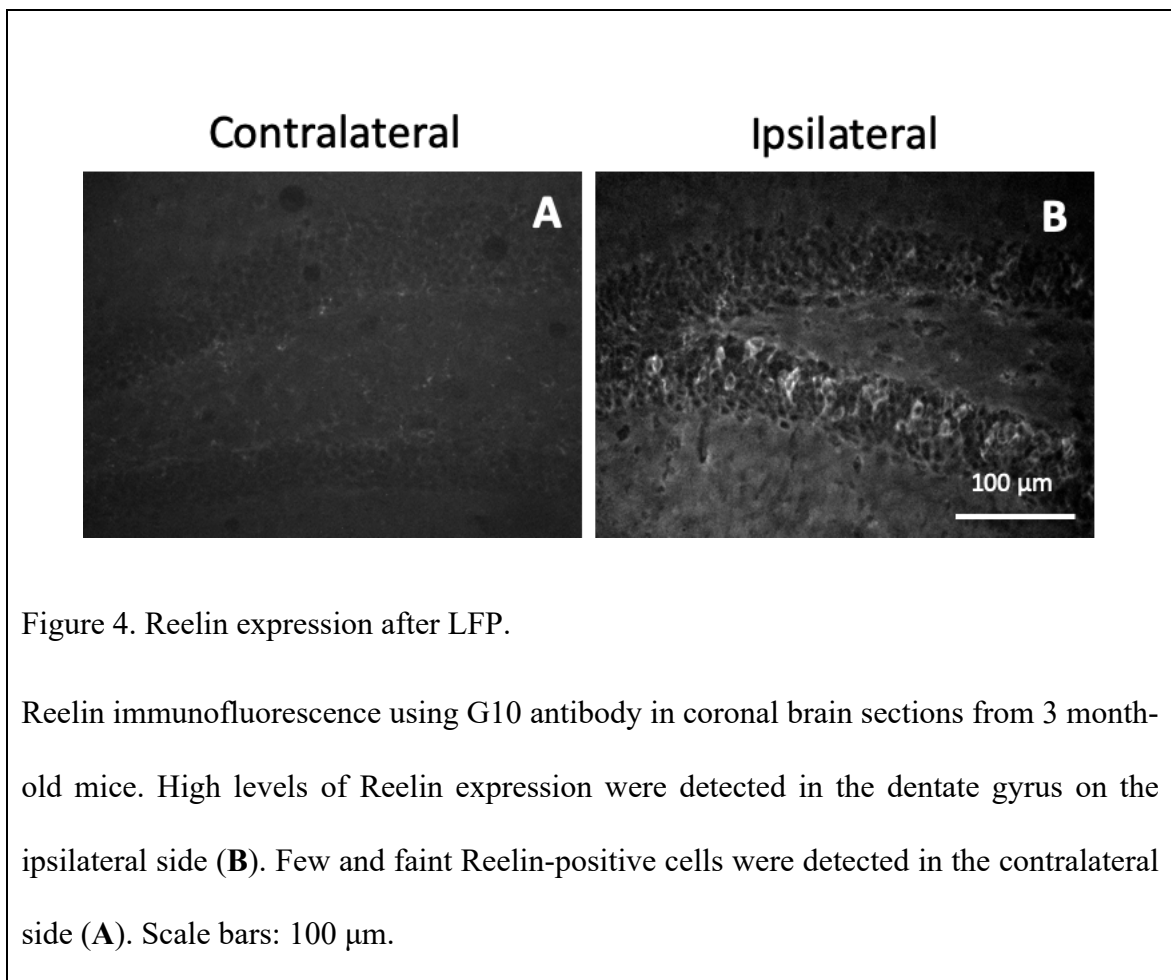 Contralateral
Ipsilateral
A
B
100 μm
Figure 4. Reelin expression after LFP.
Reelin immunofluorescence using G10 antibody in coronal brain sections from 3 month-
old mice. High levels of Reelin expression were detected in the dentate gyrus on the
ipsilateral side (B). Few and faint Reelin-positive cells were detected in the contralateral
side (A). Scale bars: 100 μm.